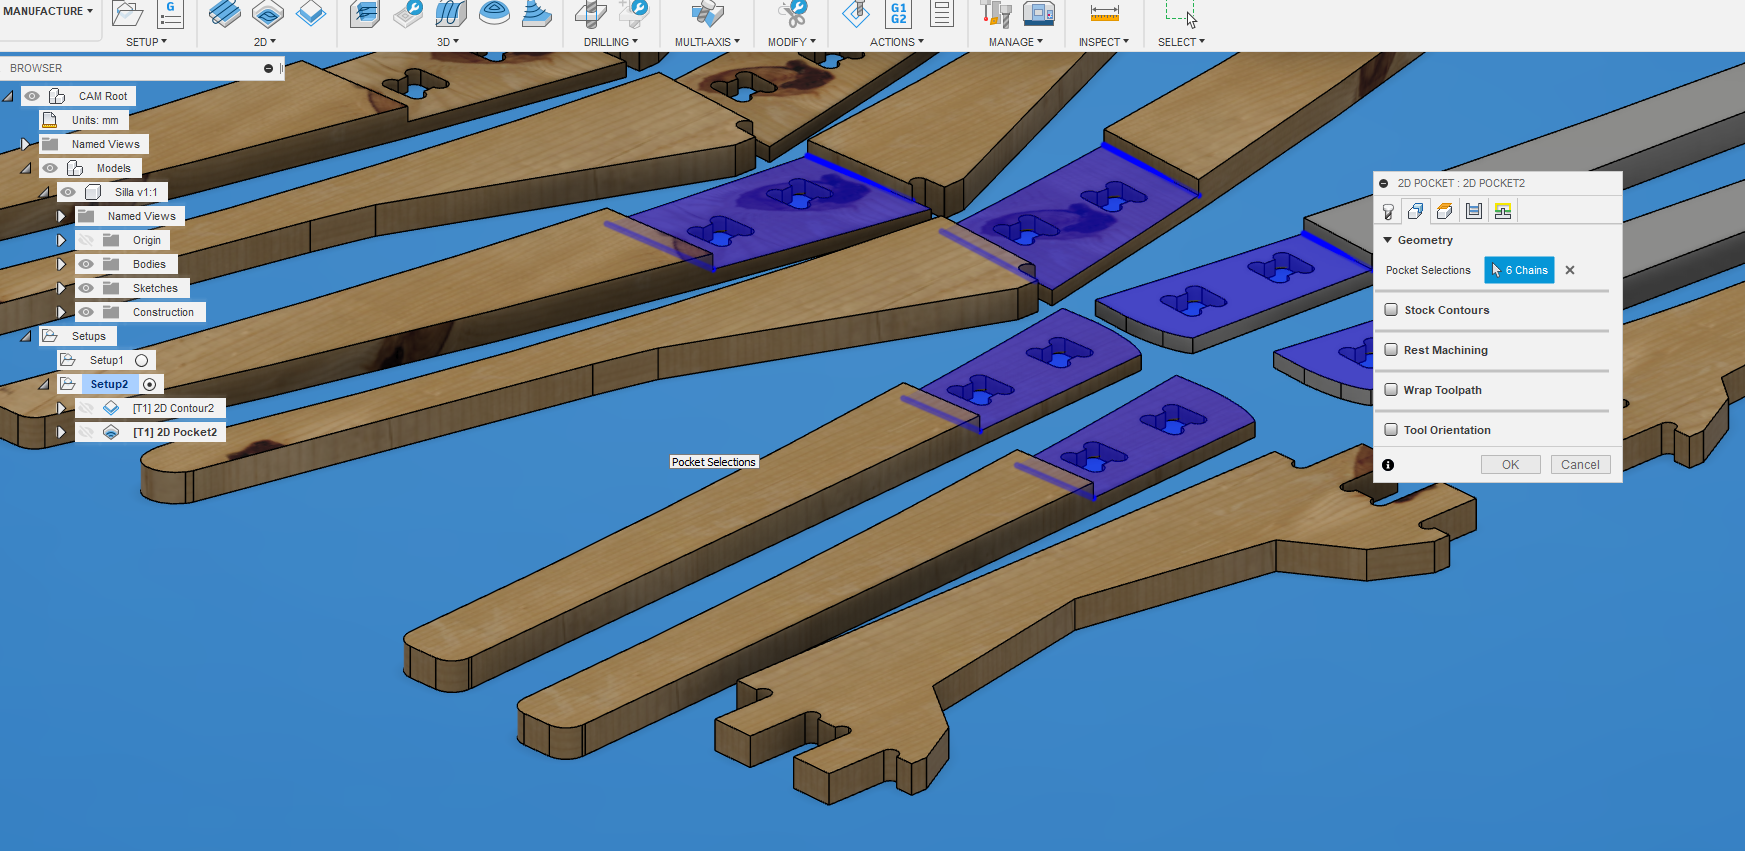 MANUFACTURE
G
G1
G2
SETUP
2D
3D
DRILLING
MULTI-AXIS
MODIFY
ACTIONS
MANAGE
INSPECT
SELECT
BROWSER
CAM Root
Units: mm
Named Views
Models
Silla v1:1
Named Views
Origin
Bodies
Sketches
Construction
Setups
Setup1
Setup2
[T1] 2D Contour2
[T1] 2D Pocket2
Pocket Selections
2D POCKET : 2D POCKET2
Geometry
Pocket Selections 6 Chains
Stock Contours
Rest Machining
Wrap Toolpath
Tool Orientation
OK Cancel